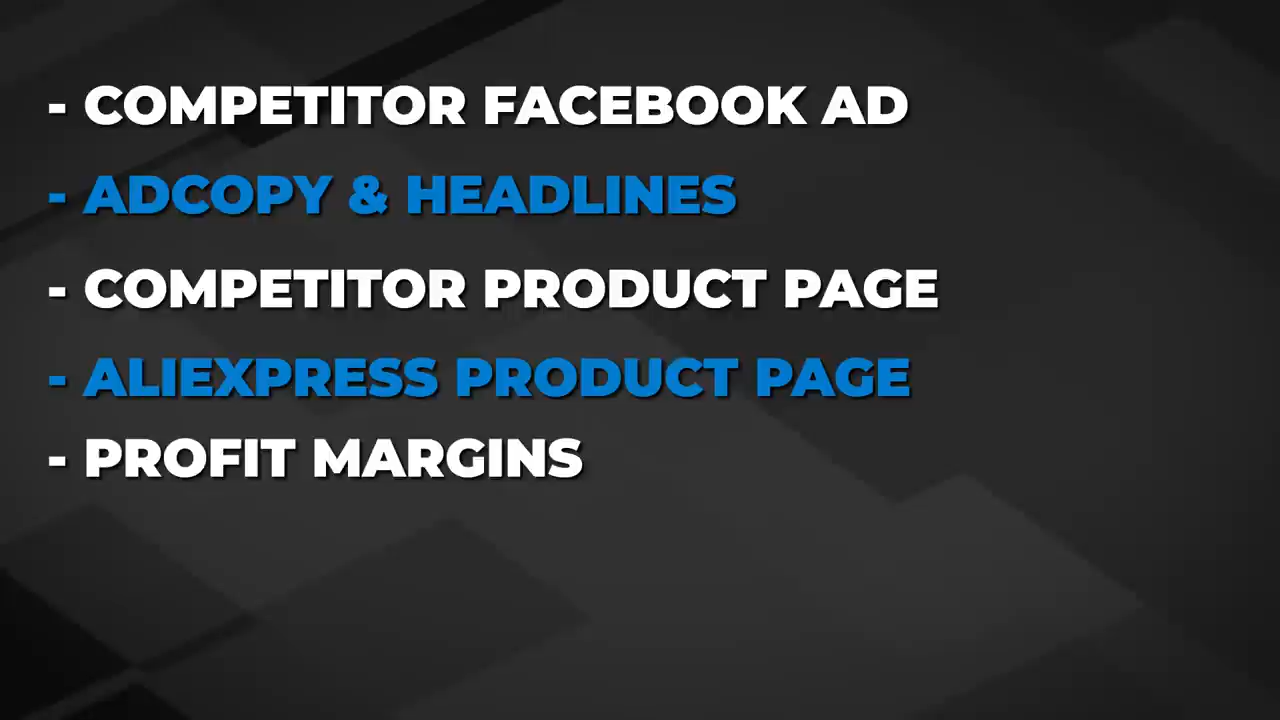 - COMPETITOR FACEBOOK AD
- ADCOPY & HEADLINES
- COMPETITOR PRODUCT PAGE
- ALIEXPRESS PRODUCT PAGE
- PROFIT MARGINS